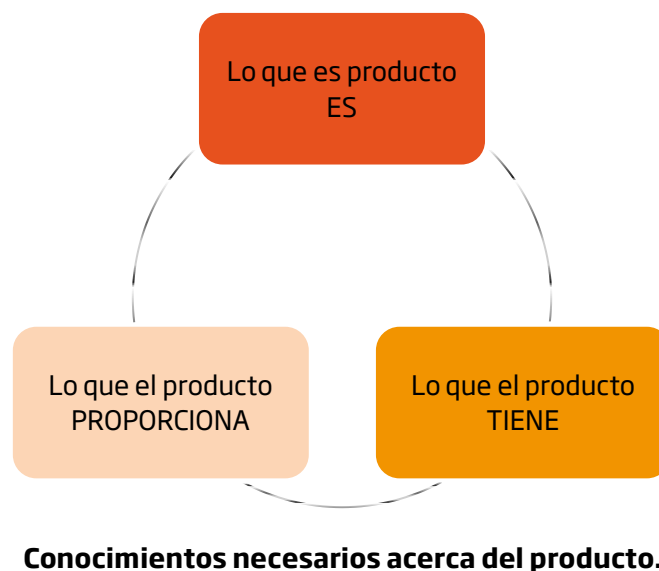 Lo que es producto
ES
Lo que el producto
PROPORCIONA
Lo que el producto
TIENE
Conocimientos necesarios acerca del producto.